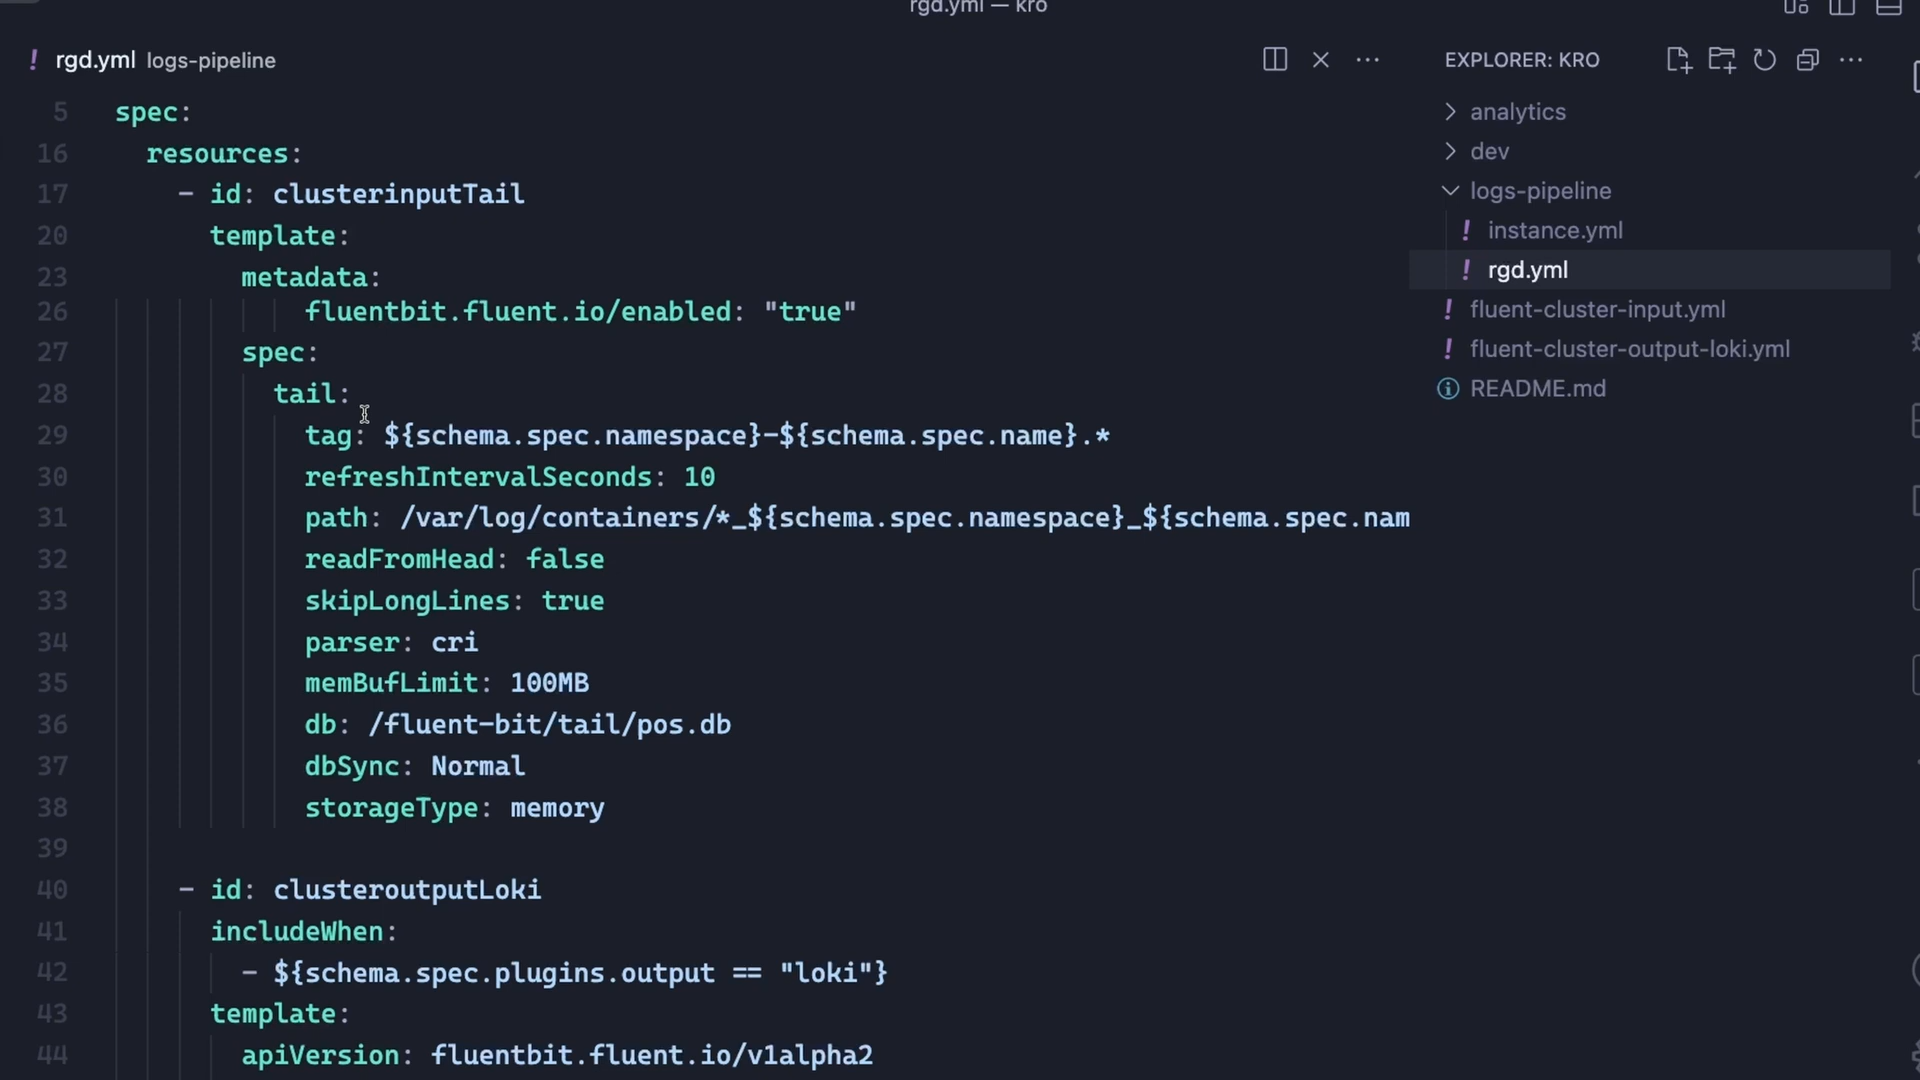 rgd.yml — kro
rgd.yml logs-pipeline
5 spec:
16 resources:
17 - id: clusterinputTail
20 template:
23 metadata:
26 fluentbit.fluent.io/enabled: "true"
27 spec:
28 tail:
29 tag: ${schema.spec.namespace}-${schema.spec.name}.*
30 refreshIntervalSeconds: 10
31 path: /var/log/containers/*_${schema.spec.namespace}_${schema.spec.nam
32 readFromHead: false
33 skipLongLines: true
34 parser: cri
35 memBufLimit: 100MB
36 db: /fluent-bit/tail/pos.db
37 dbSync: Normal
38 storageType: memory
39
40 - id: clusteroutputLoki
41 includeWhen:
42 - ${schema.spec.plugins.output == "loki"}
43 template:
44 apiVersion: fluentbit.fluent.io/v1alpha2
EXPLORER: KRO
analytics
dev
logs-pipeline
! instance.yml
! rgd.yml
! fluent-cluster-input.yml
! fluent-cluster-output-loki.yml
README.md